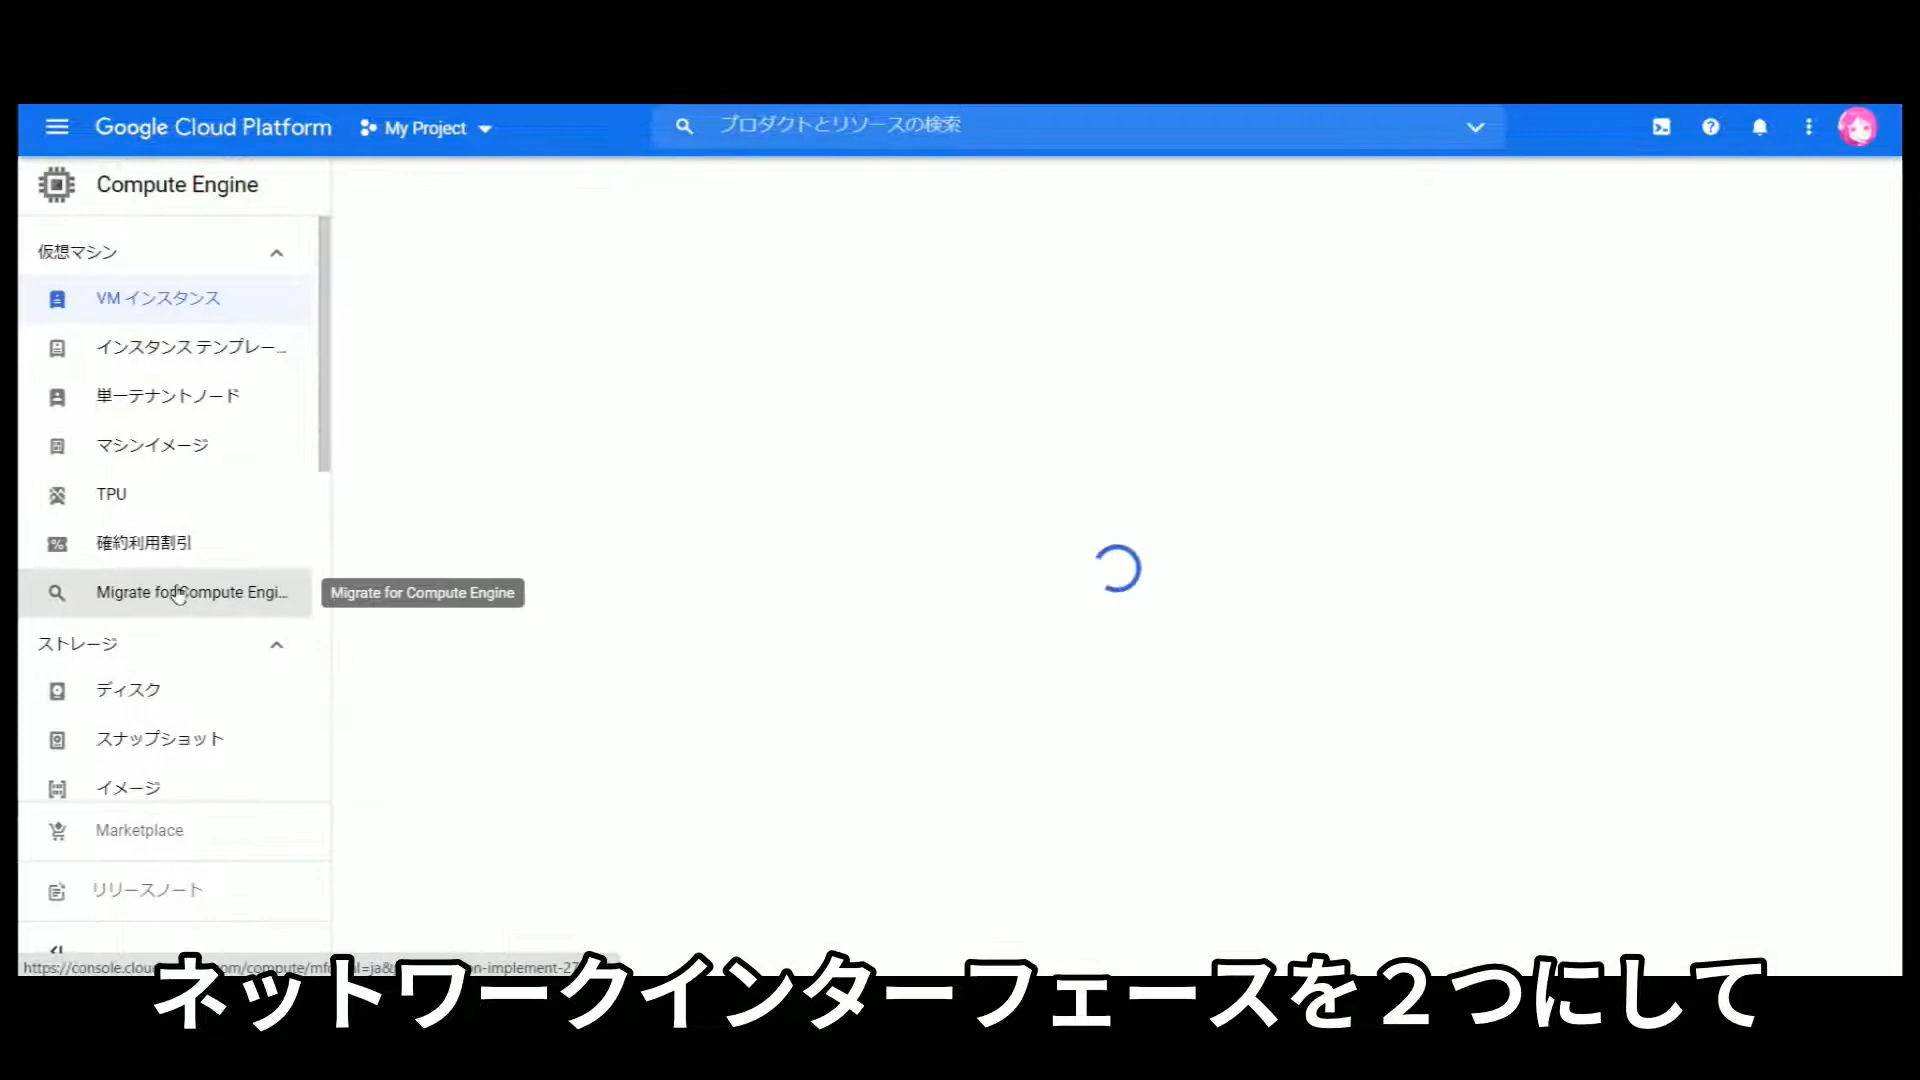 Google Cloud Platform
My Project
プロダクトとリソースの検索
Compute Engine
仮想マシン
VM インスタンス
インスタンス テンプレー...
単一テナントノード
マシンイメージ
TPU
確約利用割引
Migrate for Compute Engi...
Migrate for Compute Engine
ストレージ
ディスク
スナップショット
イメージ
Marketplace
リリースノート
ネットワークインターフェースを２つにして